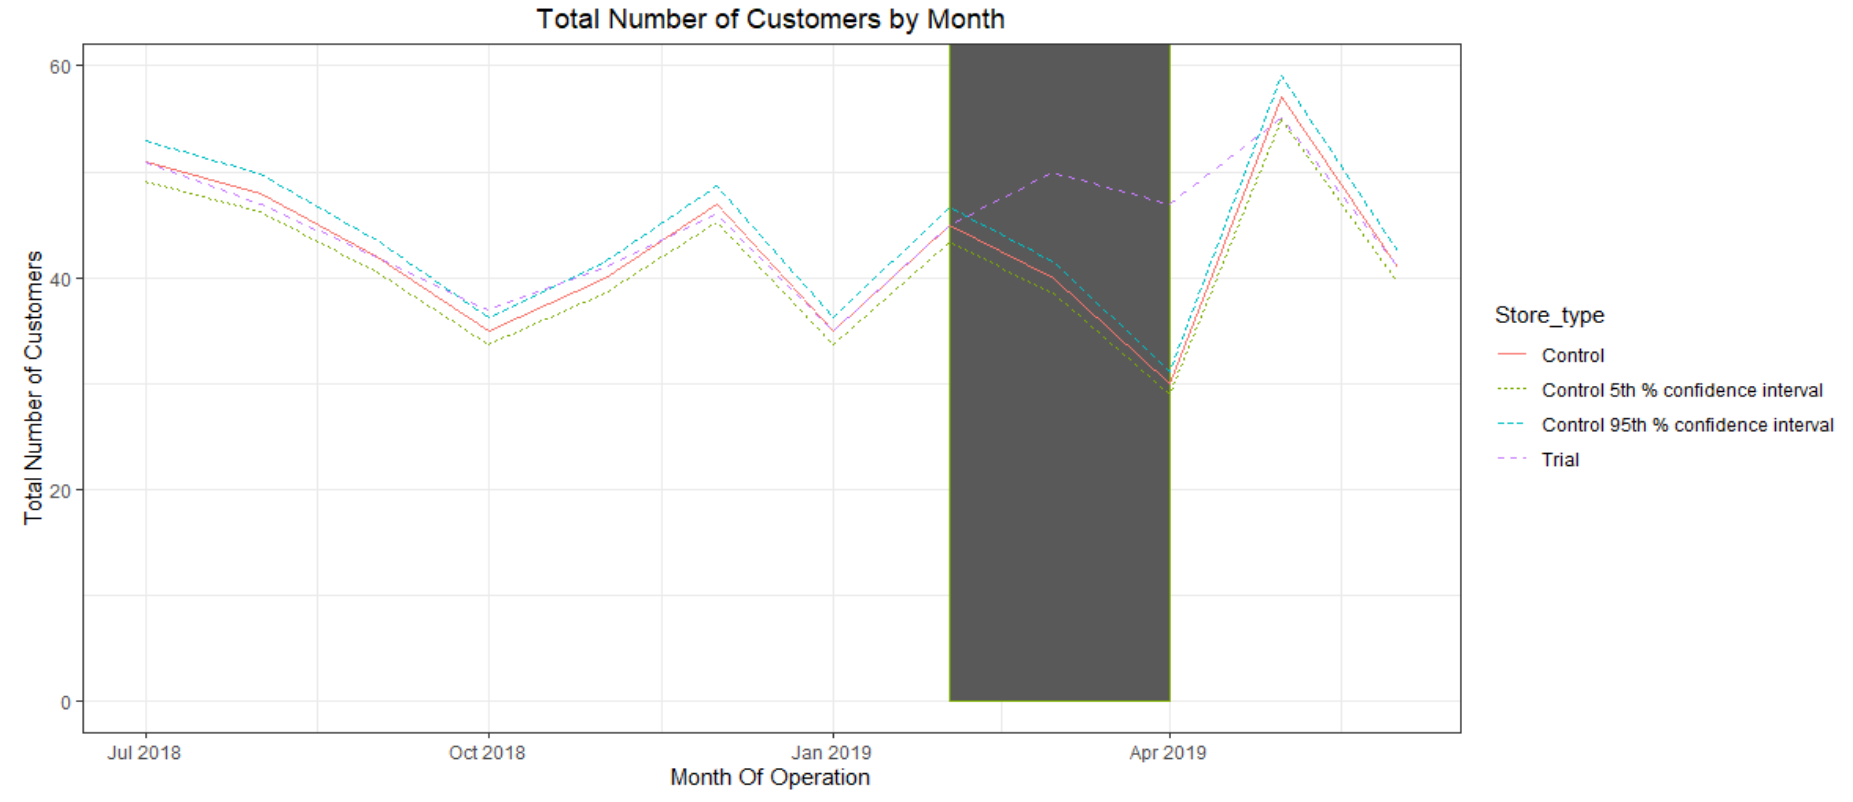 Total Number of Customers by Month
Total Number of Customers
60
40
20
0
Jul 2018
Oct 2018
Jan 2019
Apr 2019
Month Of Operation
Store_type
Control
Control 5th % confidence interval
Control 95th % confidence interval
Trial